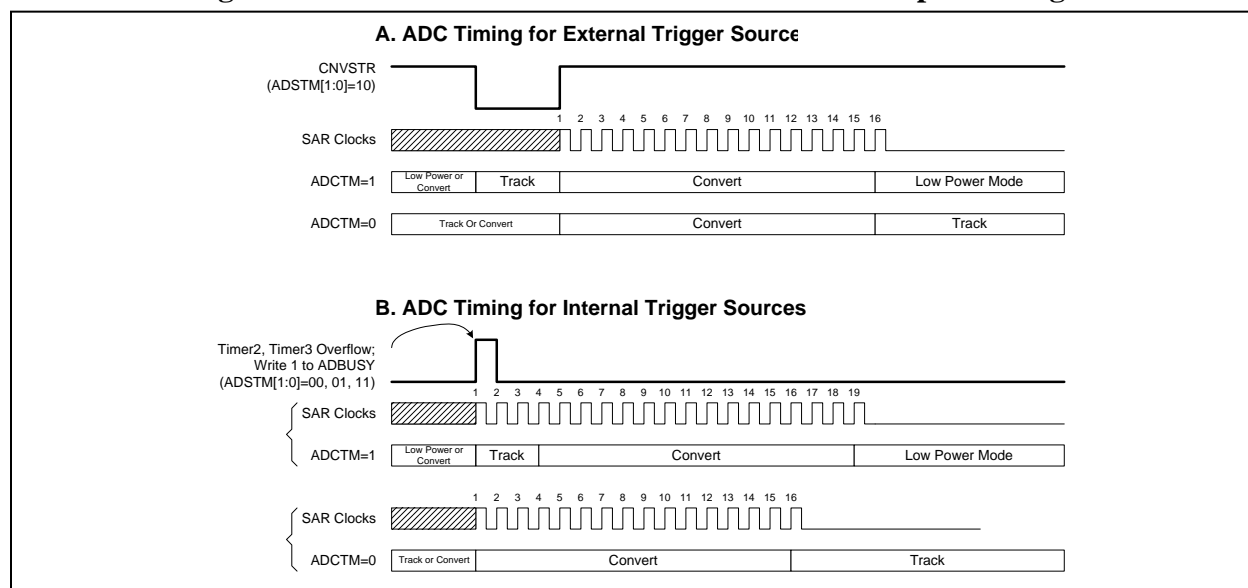 A. ADC Timing for External Trigger Source
CNVSTR
(ADSTM[1:0]=10)
1 2 3 4 5 6 7 8 9 10 11 12 13 14 15 16
SAR Clocks
ADCTM=1
Low Power or
Convert
Track
Convert
Low Power Mode
ADCTM=0
Track Or Convert
Convert
Track
B. ADC Timing for Internal Trigger Sources
Timer2, Timer3 Overflow;
Write 1 to ADBUSY
(ADSTM[1:0]=00, 01, 11)
1 2 3 4 5 6 7 8 9 10 11 12 13 14 15 16 17 18 19
SAR Clocks
ADCTM=1
Low Power or
Convert
Track
Convert
Low Power Mode
1 2 3 4 5 6 7 8 9 10 11 12 13 14 15 16
SAR Clocks
ADCTM=0
Track or Convert
Convert
Track